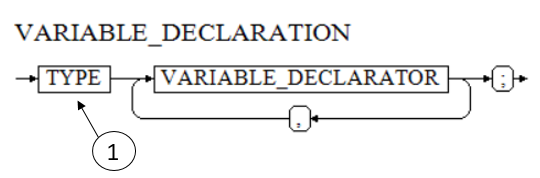 VARIABLE_DECLARATION
TYPE VARIABLE_DECLARATOR ;
,
1